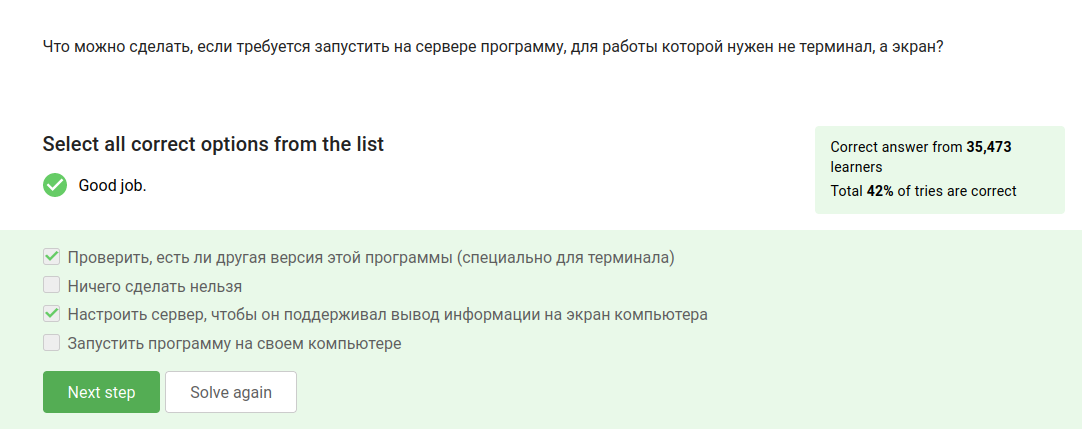 Что можно сделать, если требуется запустить на сервере программу, для работы которой нужен не терминал, а экран?
Select all correct options from the list
Good job.
Correct answer from 35,473
learners
Total 42% of tries are correct
Проверить, есть ли другая версия этой программы (специально для терминала)
Ничего сделать нельзя
Настроить сервер, чтобы он поддерживал вывод информации на экран компьютера
Запустить программу на своем компьютере
Next step
Solve again